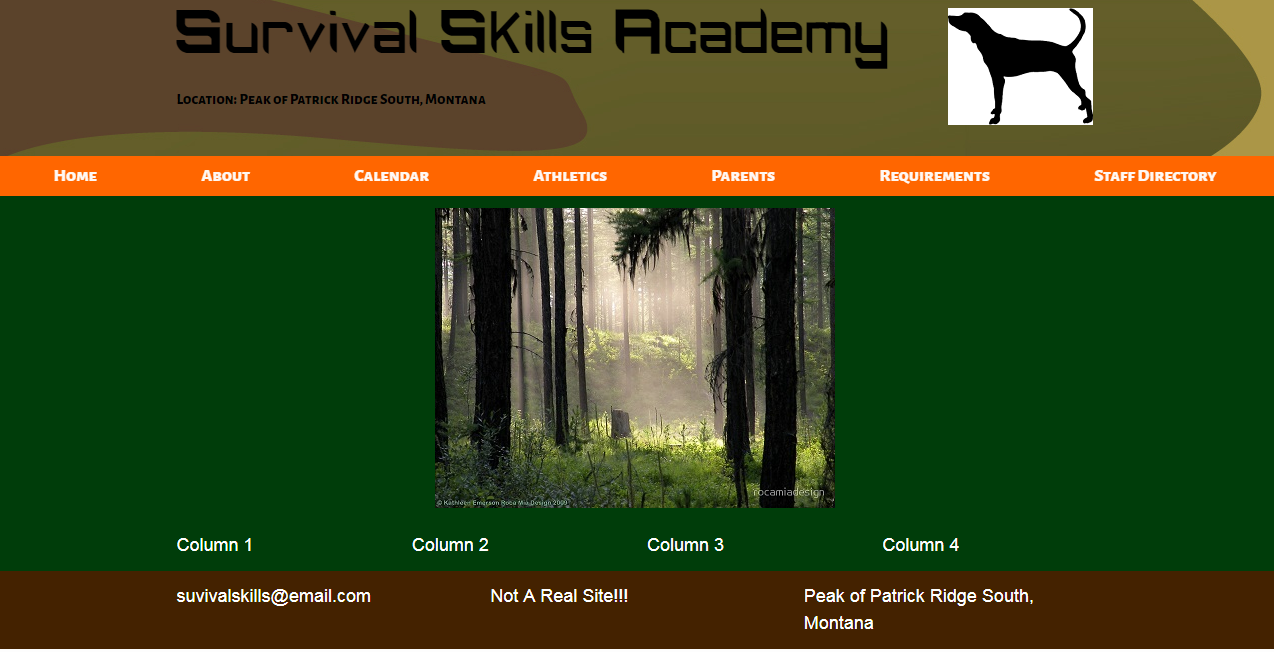 Survival Skills Academy
Location: Peak of Patrick Ridge South, Montana
Home About Calendar Athletics Parents Requirements Staff Directory
rocamiadesign
© Kathleen Emerson Roca Mia Design 2009
Column 1 Column 2 Column 3 Column 4
suvivalskills@email.com Not A Real Site!!! Peak of Patrick Ridge South,
Montana